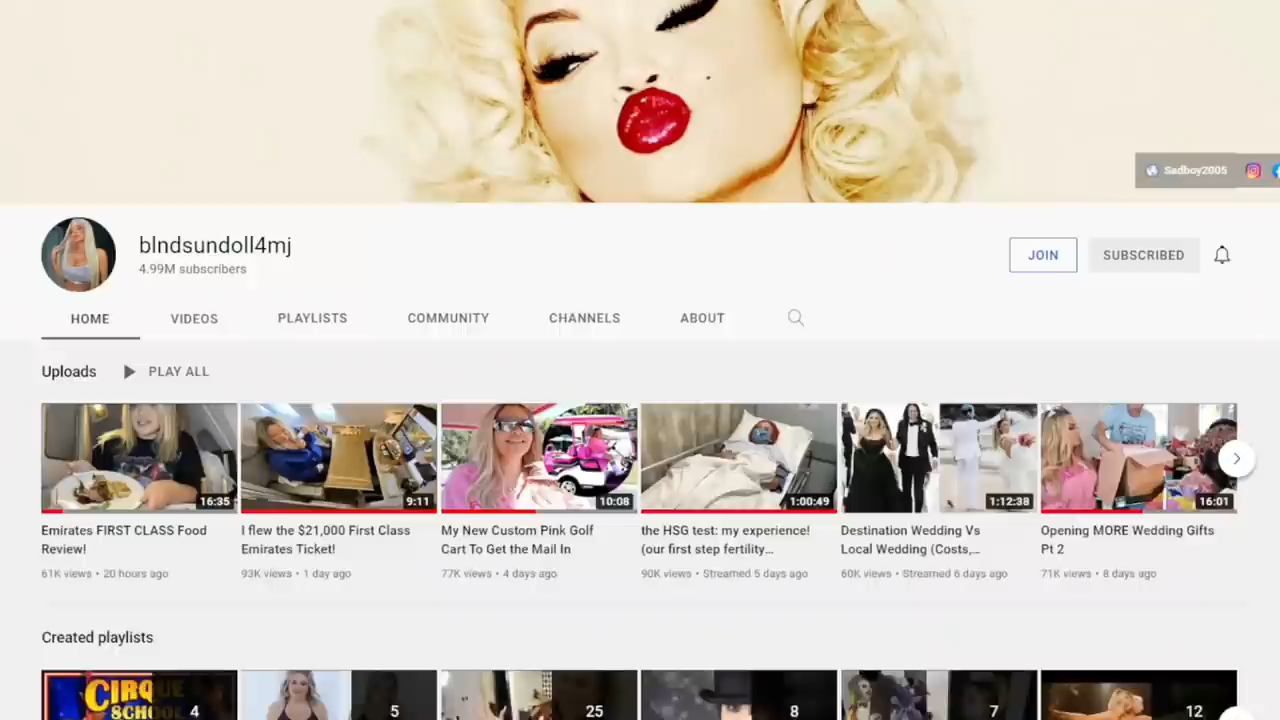 Sadboy2005
blndsundoll4mj
4.99M subscribers
JOIN
SUBSCRIBED
HOME
VIDEOS
PLAYLISTS
COMMUNITY
CHANNELS
ABOUT
Uploads
PLAY ALL
16:35
9:11
10:08
1:00:49
1:12:38
16:01
Emirates FIRST CLASS Food
Review!
61K views • 20 hours ago
I flew the $21,000 First Class
Emirates Ticket!
93K views • 1 day ago
My New Custom Pink Golf
Cart To Get the Mail In
77K views • 4 days ago
the HSG test: my experience!
(our first step fertility...
90K views • Streamed 5 days ago
Destination Wedding Vs
Local Wedding (Costs,...
60K views • Streamed 6 days ago
Opening MORE Wedding Gifts
Pt 2
71K views • 8 days ago
Created playlists
CIRQUE
SCHOOL
4
5
25
8
7
12